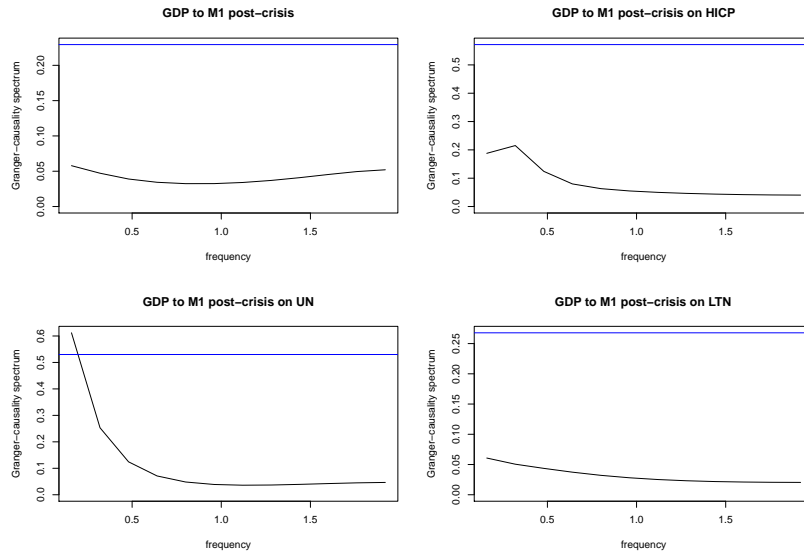 GDP to M1 post−crisis
Granger−causality spectrum
0.00 0.05 0.10 0.15 0.20
0.5 1.0 1.5
frequency
GDP to M1 post−crisis on HICP
Granger−causality spectrum
0.0 0.1 0.2 0.3 0.4 0.5
0.5 1.0 1.5
frequency
GDP to M1 post−crisis on UN
Granger−causality spectrum
0.0 0.1 0.2 0.3 0.4 0.5 0.6
0.5 1.0 1.5
frequency
GDP to M1 post−crisis on LTN
Granger−causality spectrum
0.00 0.05 0.10 0.15 0.20 0.25
0.5 1.0 1.5
frequency